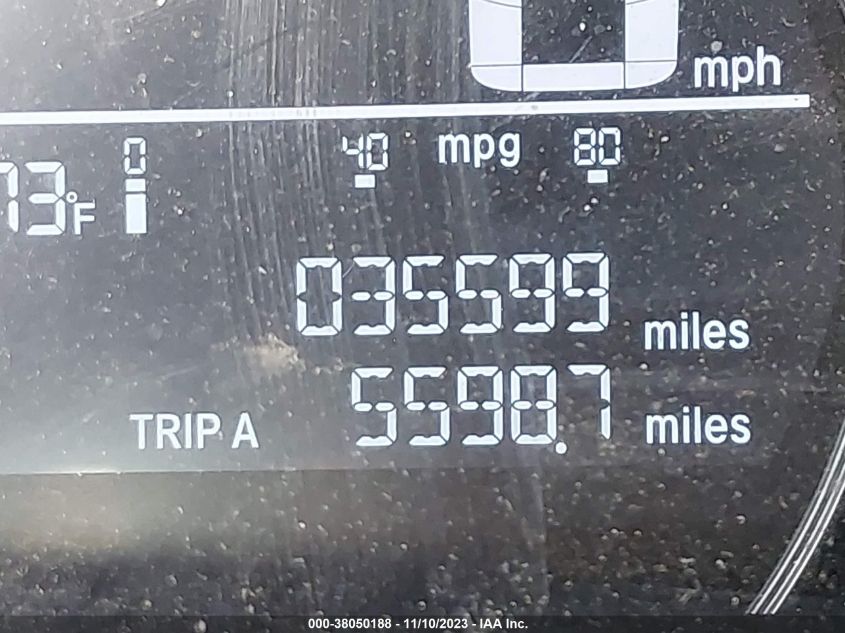 0 mph
0 40 mpg 80
73°F
035599 miles
TRIP A 5598.7 miles
000-38050188 - 11/10/2023 - IAA Inc.